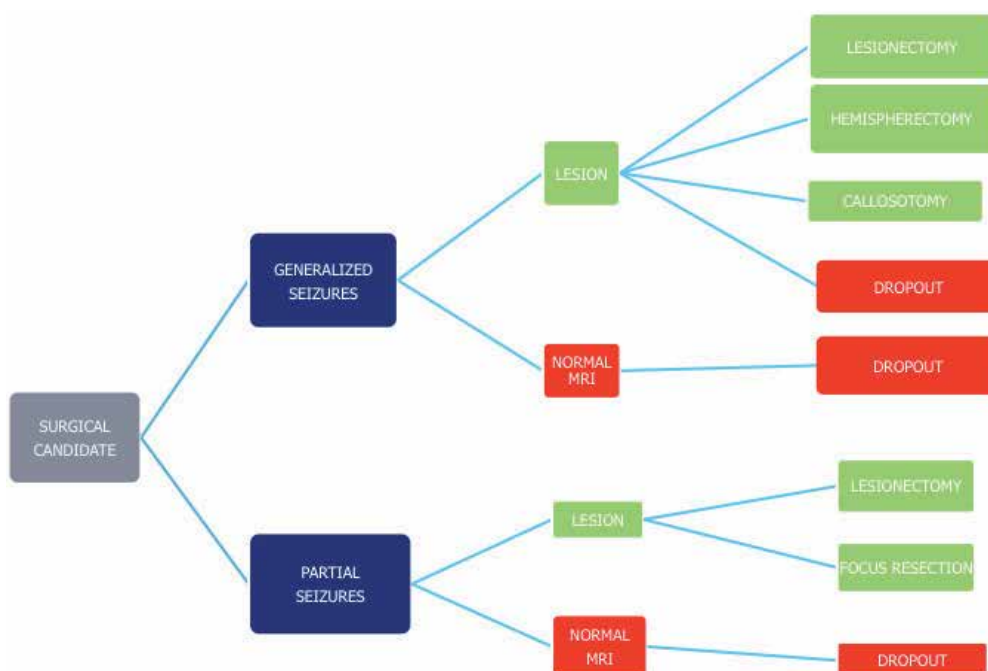 LESIONECTOMY
HEMISPHERECTOMY
LESION
CALLOSOTOMY
GENERALIZED
SEIZURES
DROPOUT
NORMAL
MRI
DROPOUT
SURGICAL
CANDIDATE
LESIONECTOMY
LESION
FOCUS RESECTION
PARTIAL
SEIZURES
NORMAL
MRI
DROPOUT